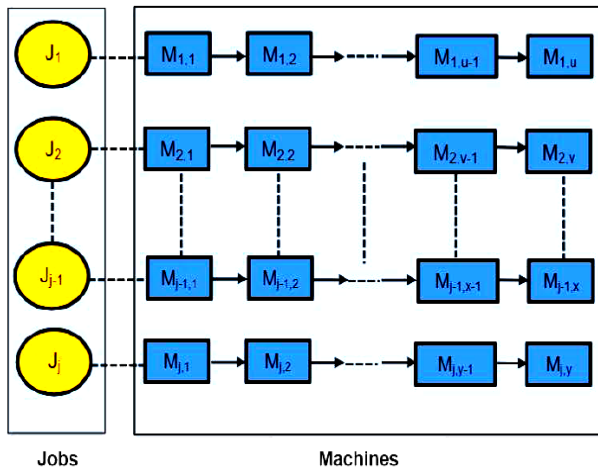 J₁ M₁,₁ M₁,₂ M₁,u-1 M₁,u
J₂ M₂.₁ M₂.₂ M₂.v-1 M₂.v
Jj-1 Mj-1,1 Mj-1,2 Mj-1,x-1 Mj-1,x
Jj Mj,1 Mj,2 Mj,y-1 Mj,y
Jobs Machines